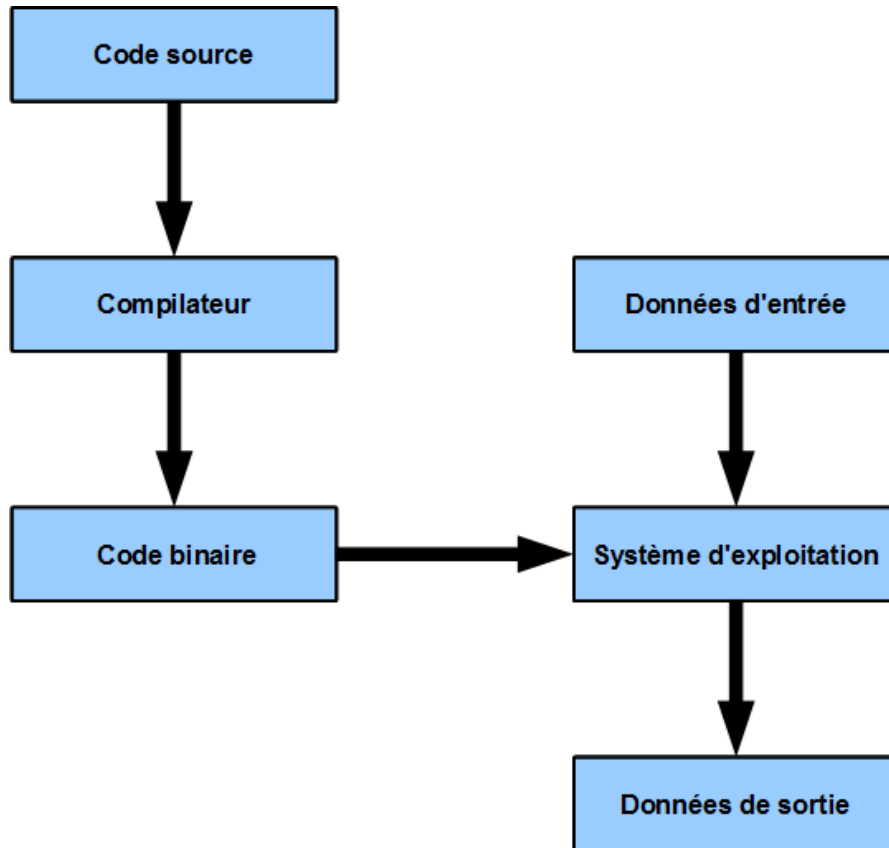 Code source
Compilateur
Données d'entrée
Code binaire
Système d'exploitation
Données de sortie